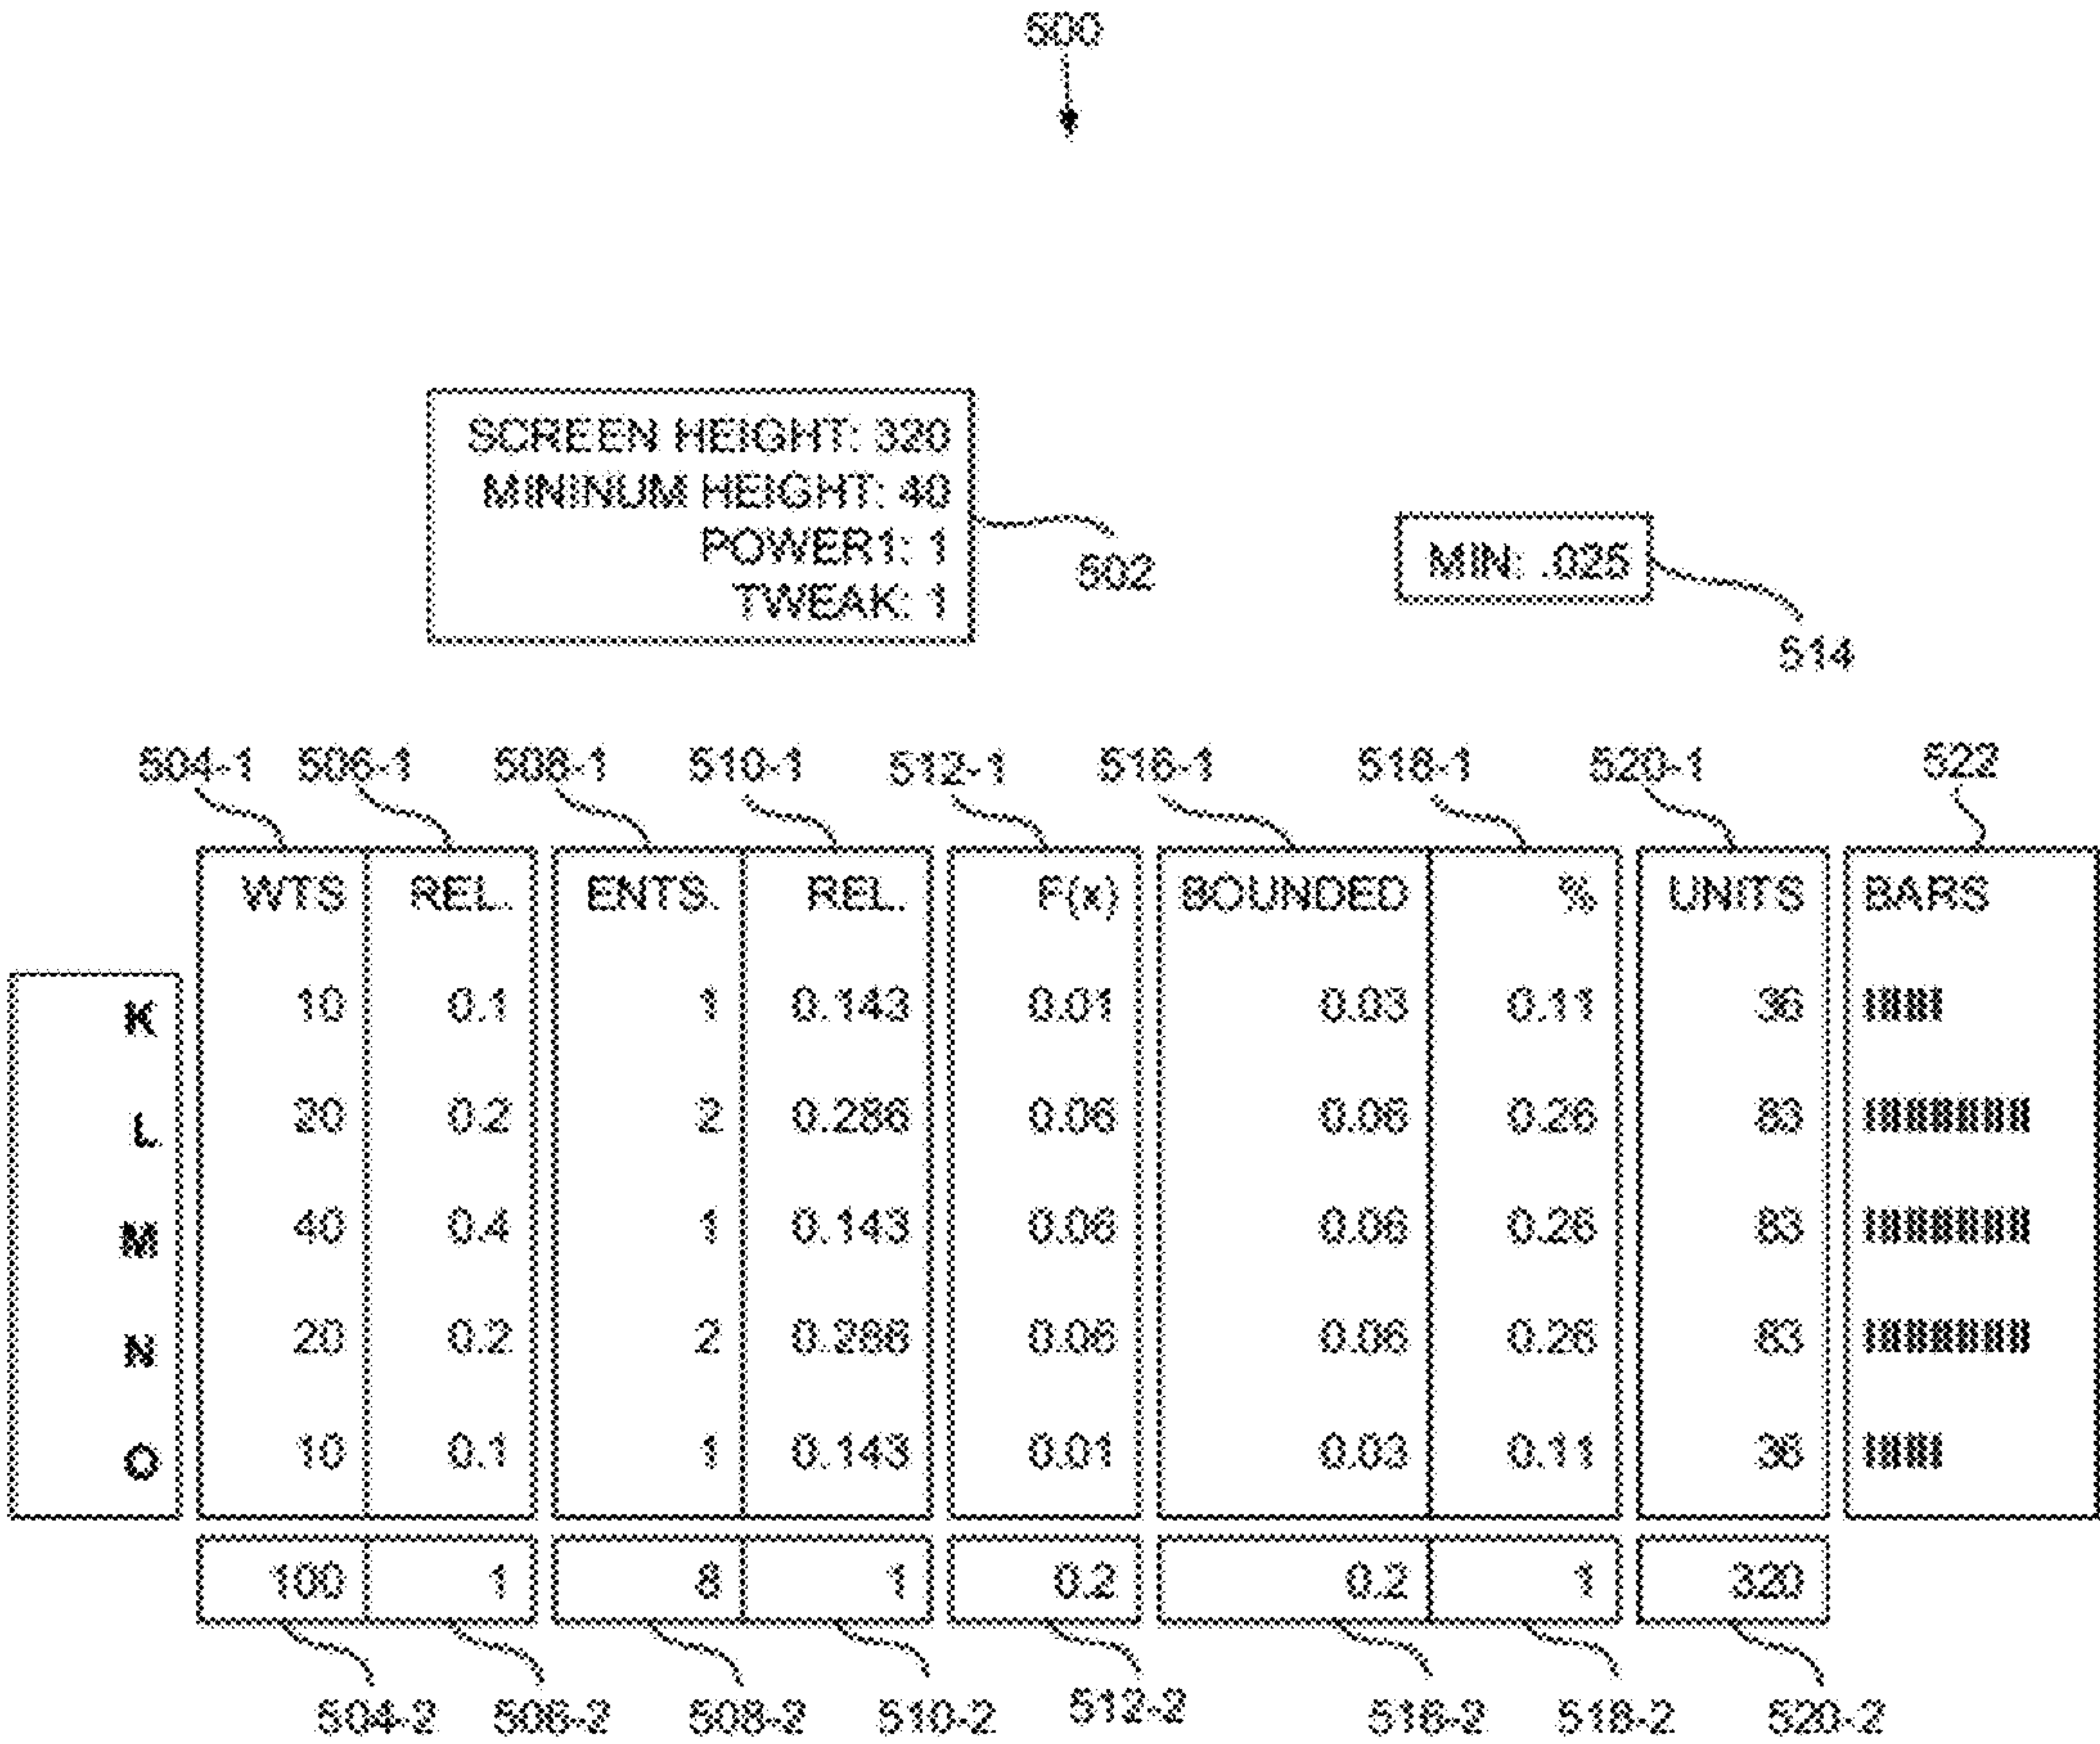 500
SCREEN HEIGHT: 320
MININUM HEIGHT: 40
POWER1: 1
TWEAK: 1
502
MIN: .025
514
504-1 506-1 508-1 510-1 512-1 516-1 518-1 520-1 522
WTS REL. ENTS. REL. F(x) BOUNDED % UNITS BARS
K 10 0.1 1 0.143 0.01 0.03 0.11 36
L 20 0.2 2 0.286 0.06 0.06 0.26 83
M 40 0.4 1 0.143 0.06 0.06 0.26 83
N 20 0.2 2 0.286 0.06 0.06 0.26 83
O 10 0.1 1 0.143 0.01 0.03 0.11 36
100 1 8 1 0.2 0.2 1 320
504-2 506-2 508-2 510-2 512-2 516-2 518-2 520-2